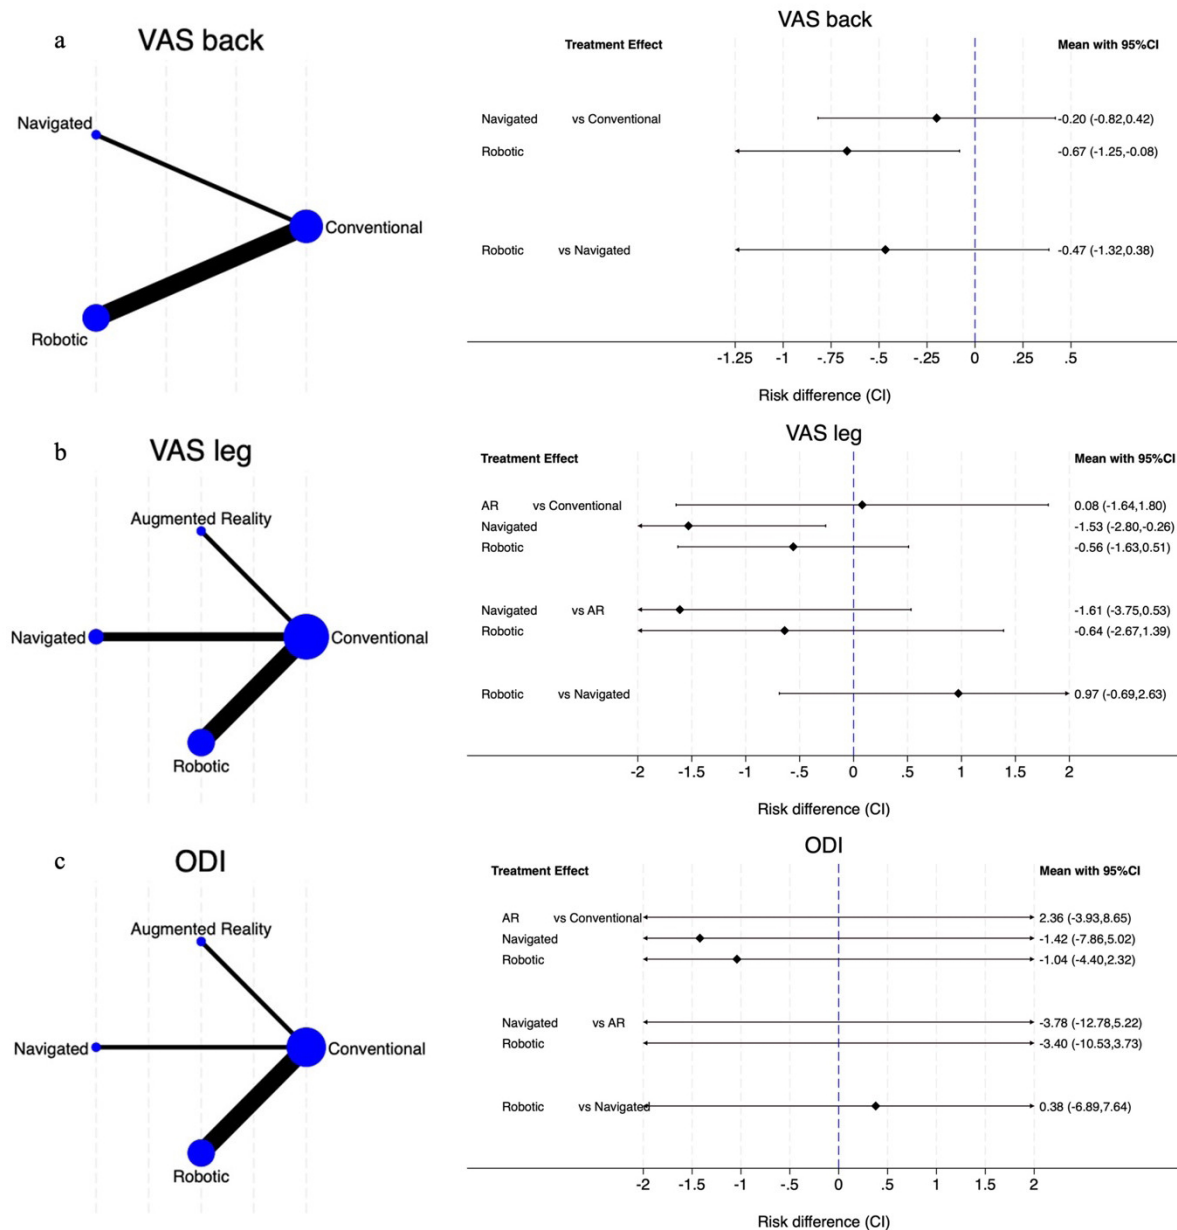 a
VAS back
Navigated
Conventional
Robotic
VAS back
Treatment Effect Mean with 95%CI
Navigated vs Conventional -0.20 (-0.82,0.42)
Robotic -0.67 (-1.25,-0.08)
Robotic vs Navigated -0.47 (-1.32,0.38)
-1.25 -1 -.75 -.5 -.25 0 .25 .5
Risk difference (CI)
b
VAS leg
Augmented Reality
Navigated
Conventional
Robotic
VAS leg
Treatment Effect Mean with 95%CI
AR vs Conventional 0.08 (-1.64,1.80)
Navigated -1.53 (-2.80,-0.26)
Robotic -0.56 (-1.63,0.51)
Navigated vs AR -1.61 (-3.75,0.53)
Robotic -0.64 (-2.67,1.39)
Robotic vs Navigated 0.97 (-0.69,2.63)
-2 -1.5 -1 -.5 0 .5 1 1.5 2
Risk difference (CI)
c
ODI
Augmented Reality
Navigated
Conventional
Robotic
ODI
Treatment Effect Mean with 95%CI
AR vs Conventional 2.36 (-3.93,8.65)
Navigated -1.42 (-7.86,5.02)
Robotic -1.04 (-4.40,2.32)
Navigated vs AR -3.78 (-12.78,5.22)
Robotic -3.40 (-10.53,3.73)
Robotic vs Navigated 0.38 (-6.89,7.64)
-2 -1.5 -1 -.5 0 .5 1 1.5 2
Risk difference (CI)